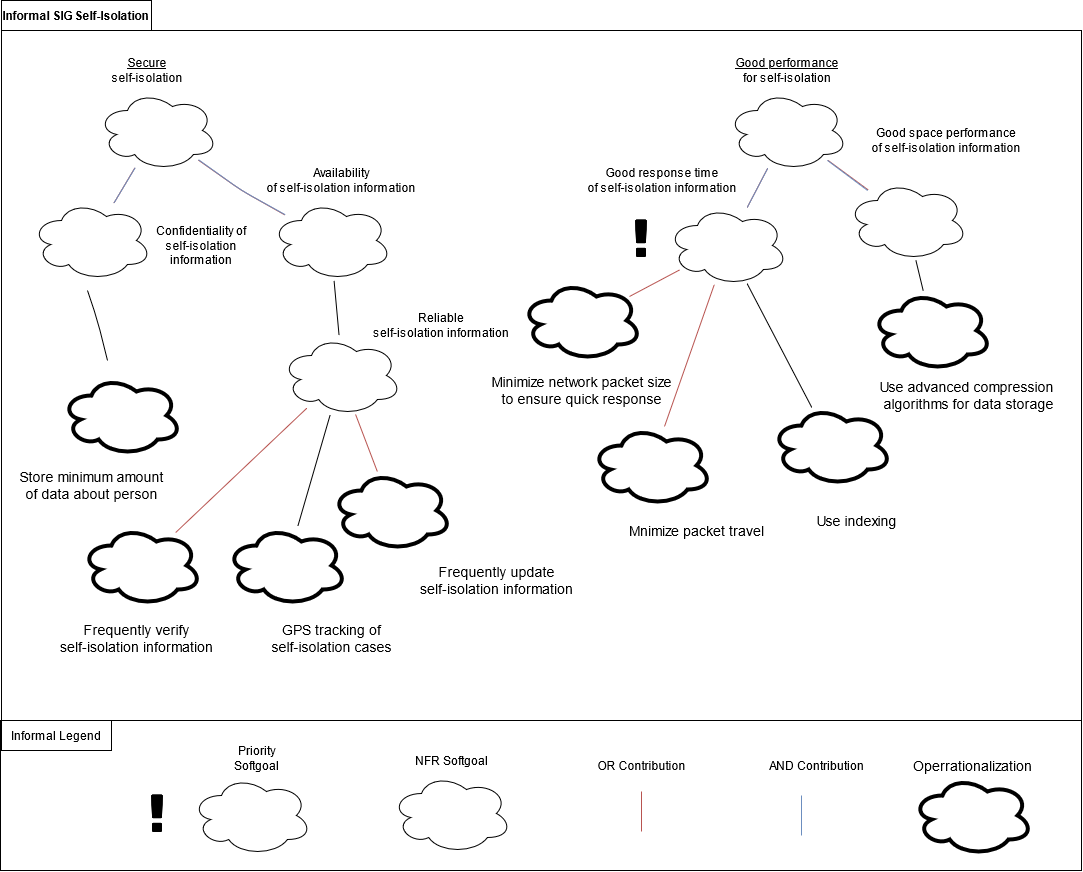 Informal SIG Self-Isolation
Secure
self-isolation
Confidentiality of
self-isolation
information
Availability
of self-isolation information
Reliable
self-isolation information
Store minimum amount
of data about person
Frequently verify
self-isolation information
GPS tracking of
self-isolation cases
Frequently update
self-isolation information
Good performance
for self-isolation
Good response time
of self-isolation information
!
Good space performance
of self-isolation information
Minimize network packet size
to ensure quick response
Mnimize packet travel
Use indexing
Use advanced compression
algorithms for data storage
Informal Legend
!
Priority
Softgoal
NFR Softgoal
OR Contribution
AND Contribution
Operrationalization